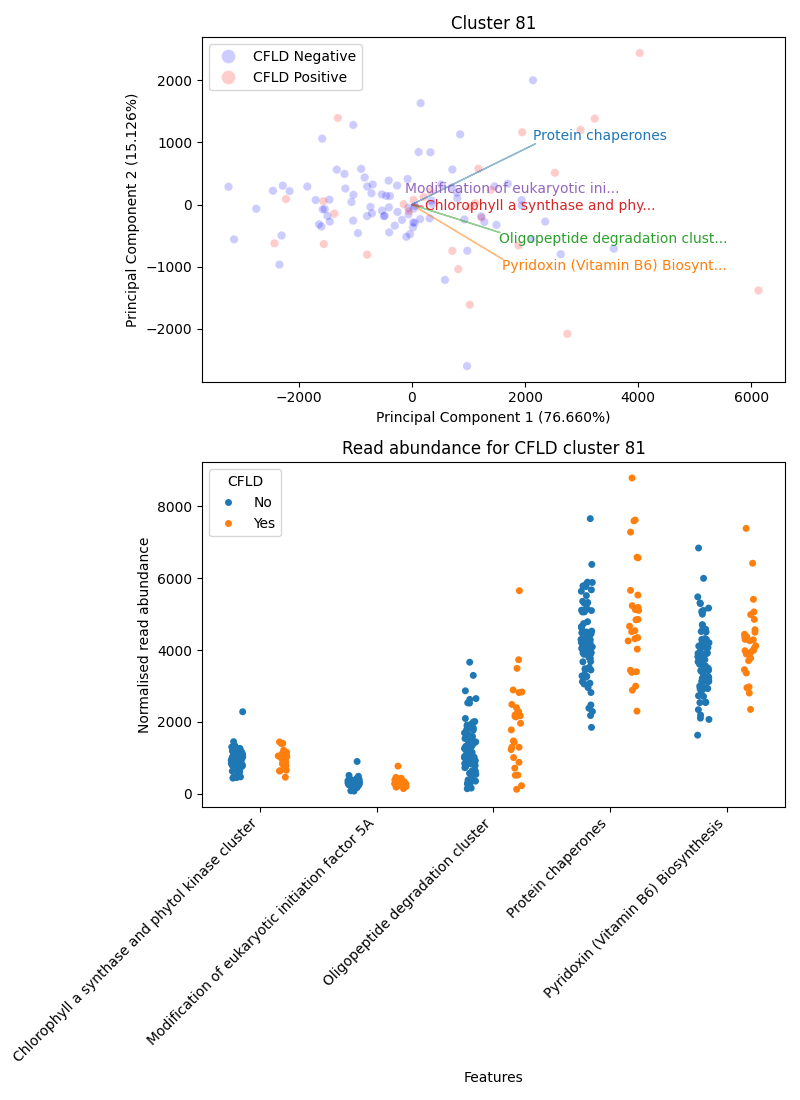 Cluster 81
CFLD Negative
CFLD Positive
Protein chaperones
Modification of eukaryotic ini...
Chlorophyll a synthase and phy...
Oligopeptide degradation clust...
Pyridoxin (Vitamin B6) Biosynt...
2000
1000
0
−1000
−2000
Principal Component 2 (15.126%)
−2000
0
2000
4000
6000
Principal Component 1 (76.660%)
Read abundance for CFLD cluster 81
CFLD
No
Yes
8000
6000
4000
2000
0
Normalised read abundance
Chlorophyll a synthase and phytol kinase cluster
Modification of eukaryotic initiation factor 5A
Oligopeptide degradation cluster
Protein chaperones
Pyridoxin (Vitamin B6) Biosynthesis
Features